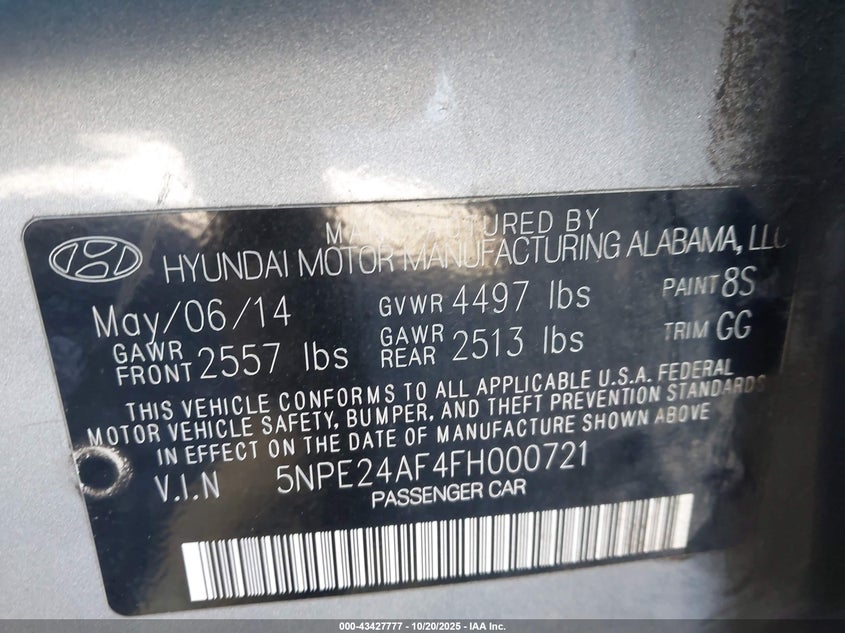 MANUFACTURED BY
HYUNDAI MOTOR MANUFACTURING ALABAMA, LLC
May/06/14 GVWR 4497 lbs PAINT 8S
GAWR FRONT 2557 lbs GAWR REAR 2513 lbs TRIM GG
THIS VEHICLE CONFORMS TO ALL APPLICABLE U.S.A. FEDERAL
MOTOR VEHICLE SAFETY, BUMPER, AND THEFT PREVENTION STANDARDS
IN EFFECT ON THE DATE OF MANUFACTURE SHOWN ABOVE
V.I.N 5NPE24AF4FH000721
PASSENGER CAR
000-43427777 - 10/20/2025 - IAA Inc.